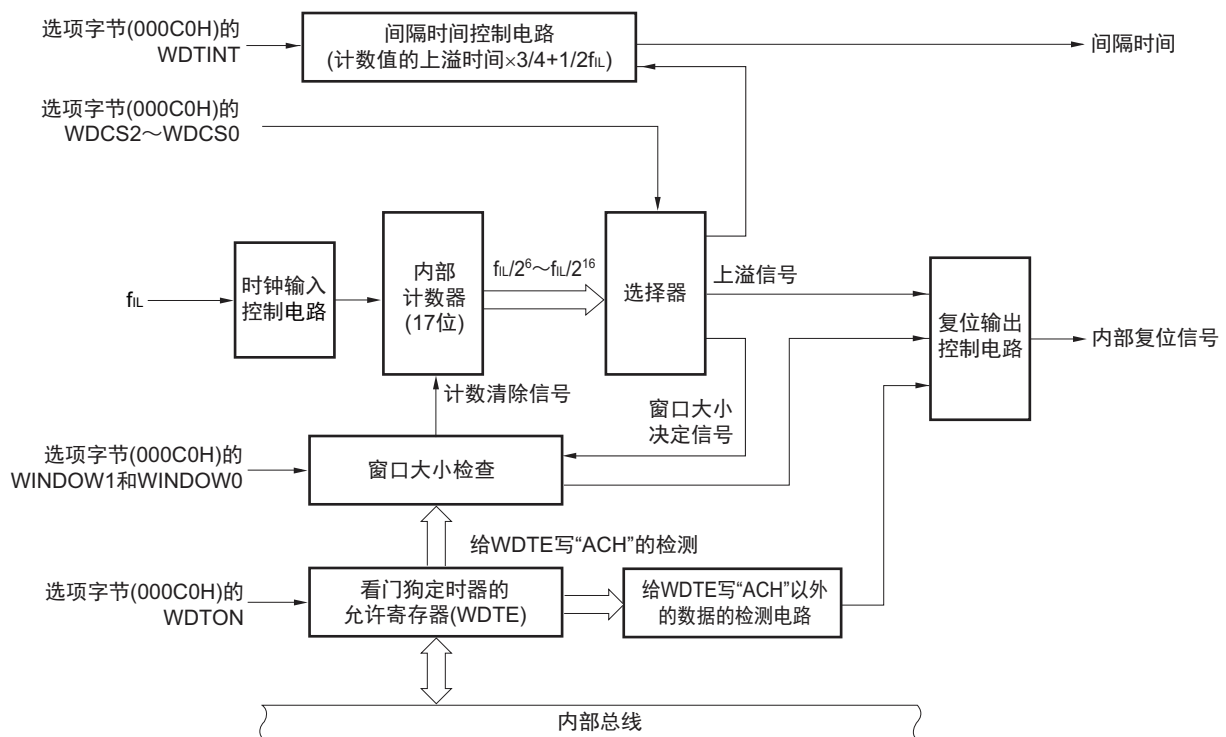 选项字节(000C0H)的
WDTINT
间隔时间控制电路
(计数值的上溢时间×3/4+1/2fIL)
间隔时间
选项字节(000C0H)的
WDCS2～WDCS0
fIL
时钟输入
控制电路
内部
计数器
(17位)
fIL/2⁶～fIL/2¹⁶
选择器
上溢信号
复位输出
控制电路
内部复位信号
计数清除信号
窗口大小
决定信号
选项字节(000C0H)的
WINDOW1和WINDOW0
窗口大小检查
给WDTE写“ACH”的检测
选项字节(000C0H)的
WDTON
看门狗定时器的
允许寄存器(WDTE)
给WDTE写“ACH”以外
的数据的检测电路
内部总线